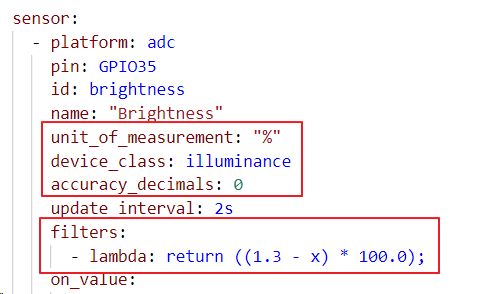 sensor:
- platform: adc
pin: GPIO35
id: brightness
name: "Brightness"
unit_of_measurement: "%"
device_class: illuminance
accuracy_decimals: 0
update_interval: 2s
filters:
- lambda: return ((1.3 - x) * 100.0);
on_value: